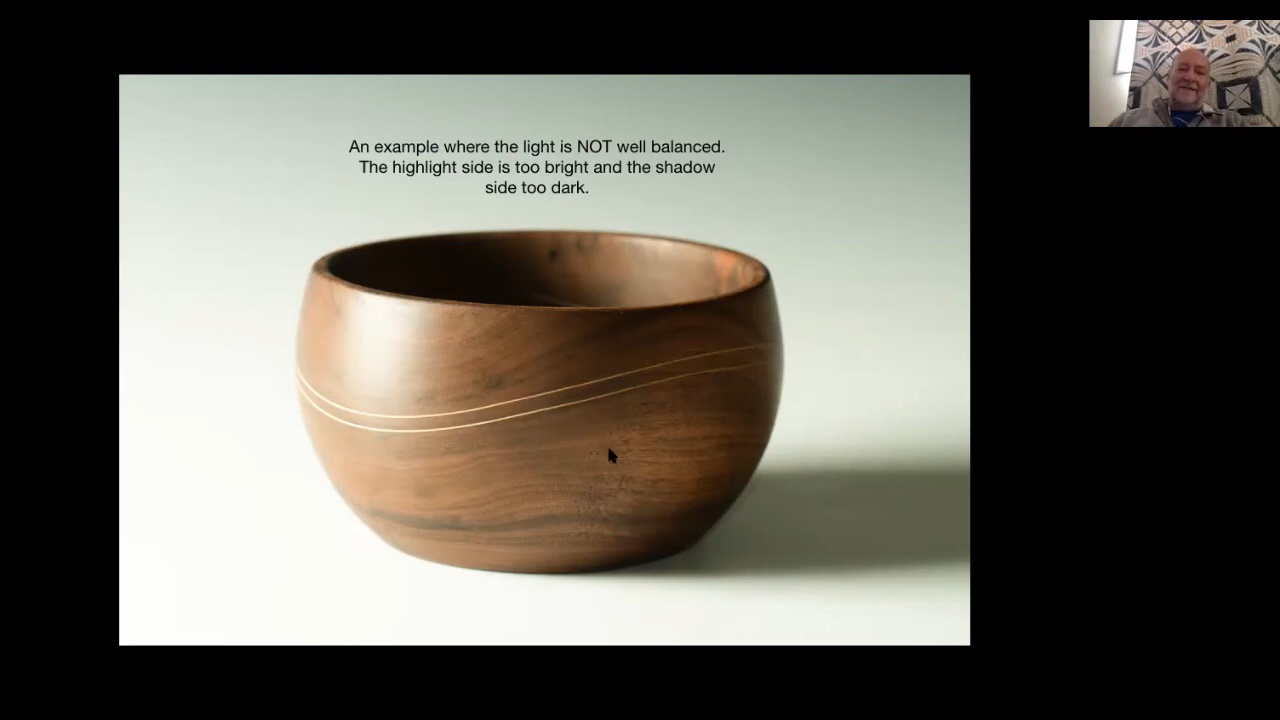 An example where the light is NOT well balanced.
The highlight side is too bright and the shadow
side too dark.